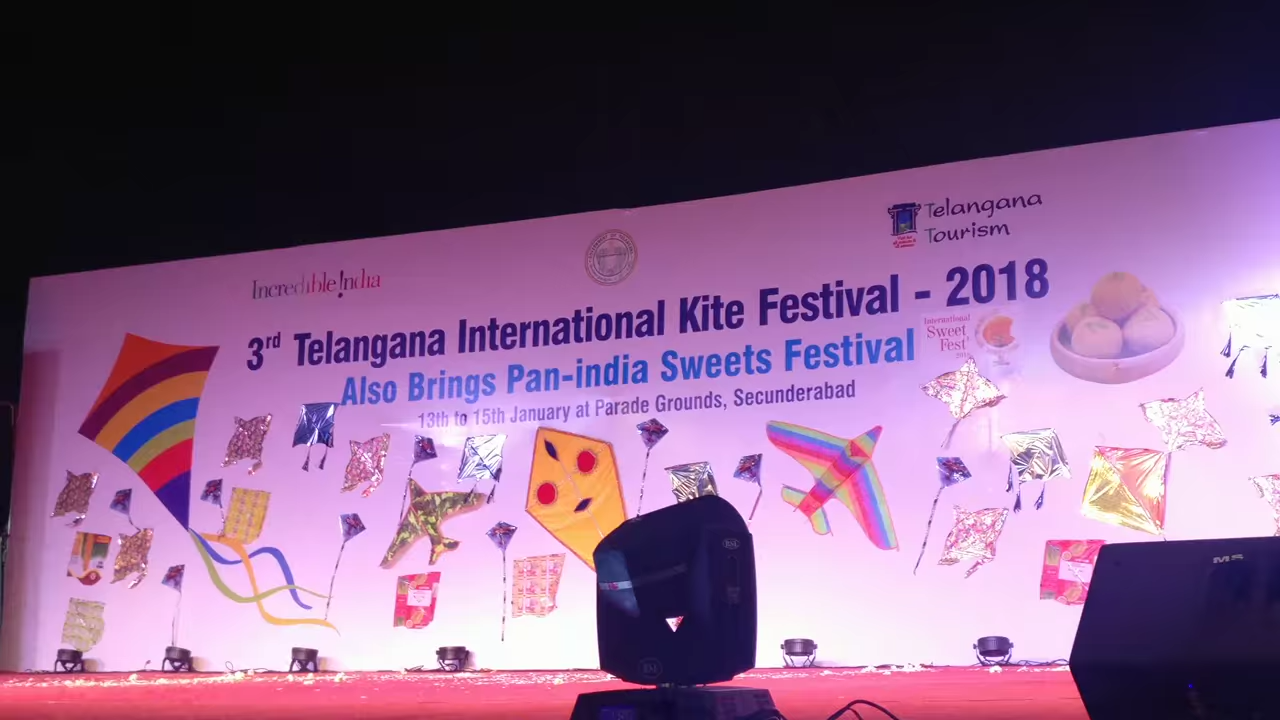 Incredible !ndia
Telangana
Tourism
3rd Telangana International Kite Festival - 2018
Also Brings Pan-india Sweets Festival
International
Sweet
Fest'
13th to 15th January at Parade Grounds, Secunderabad